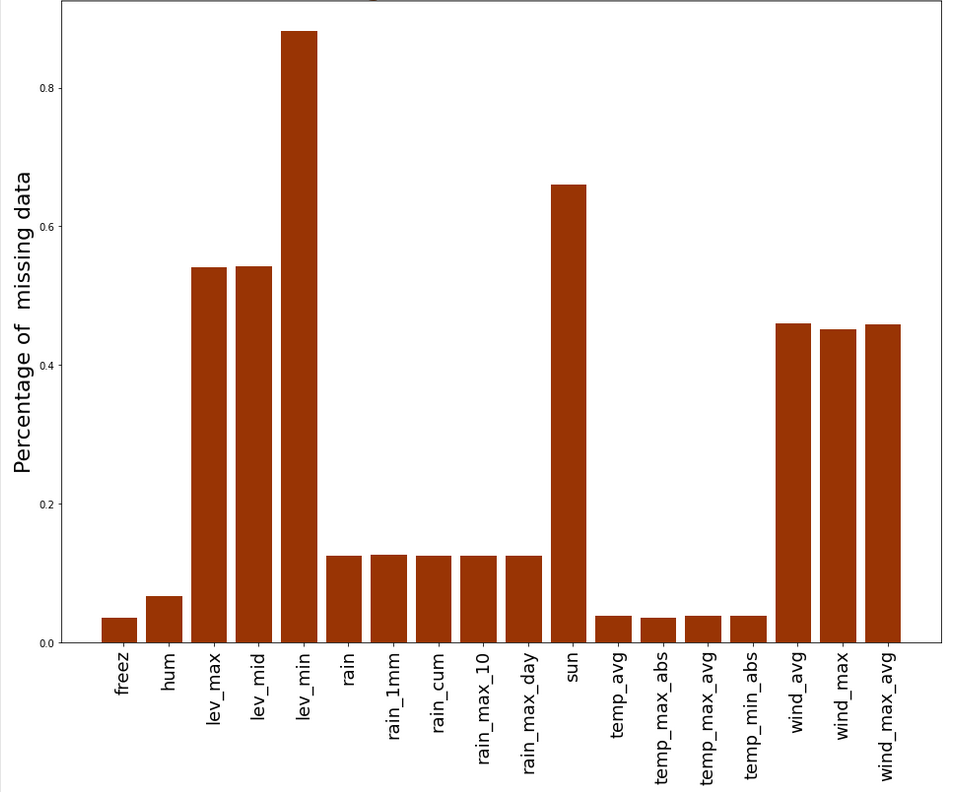 Percentage of  missing data
0.8
0.6
0.4
0.2
0.0
freez
hum
lev_max
lev_mid
lev_min
rain
rain_1mm
rain_cum
rain_max_10
rain_max_day
sun
temp_avg
temp_max_abs
temp_max_avg
temp_min_abs
wind_avg
wind_max
wind_max_avg